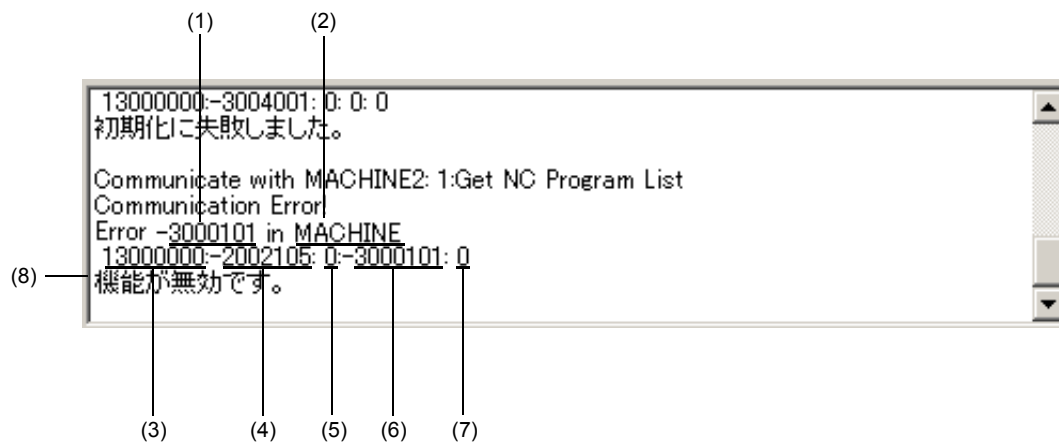 (1) (2)
13000000:-3004001: 0: 0: 0
初期化に失敗しました。
Communicate with MACHINE2: 1:Get NC Program List
Communication Error
Error -3000101 in MACHINE
13000000:-2002105: 0:-3000101: 0
(8)
機能が無効です。
(3) (4) (5) (6) (7)